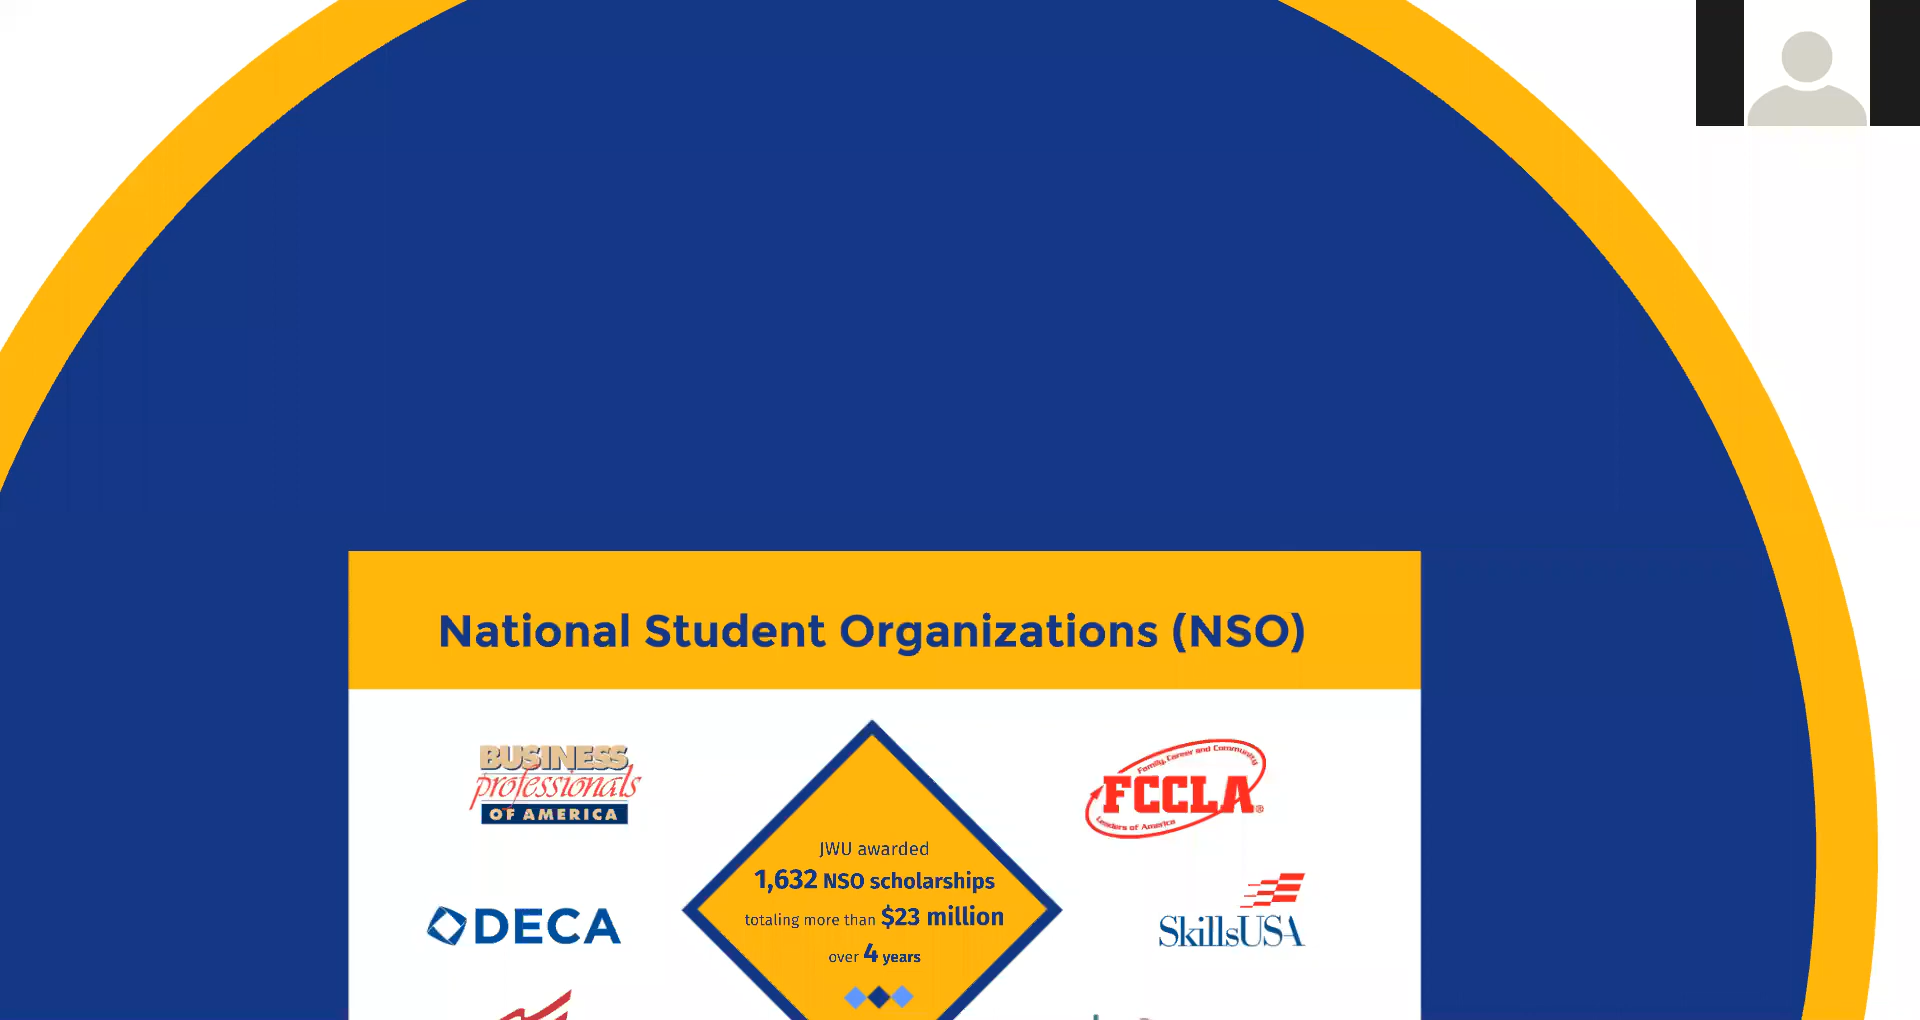 National Student Organizations (NSO)
BUSINESS
professionals
OF AMERICA
JWU awarded
1,632 NSO scholarships
totaling more than $23 million
over 4 years
Family, Career and Community
FCCLA®
Leaders of America
DECA
SkillsUSA